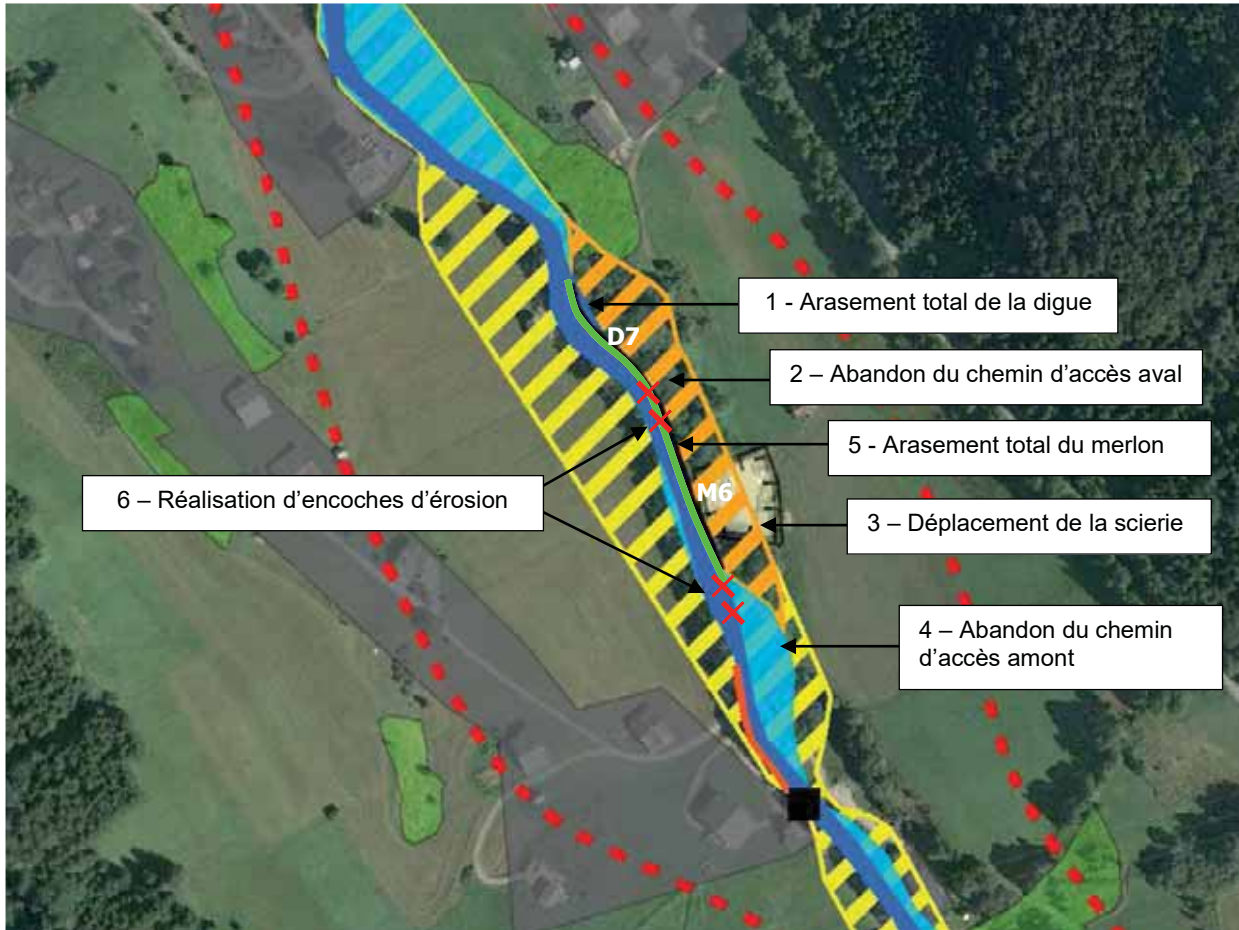 1 - Arasement total de la digue
D7
2 – Abandon du chemin d'accès aval
5 - Arasement total du merlon
6 – Réalisation d'encoches d'érosion
M6
3 – Déplacement de la scierie
4 – Abandon du chemin
d'accès amont